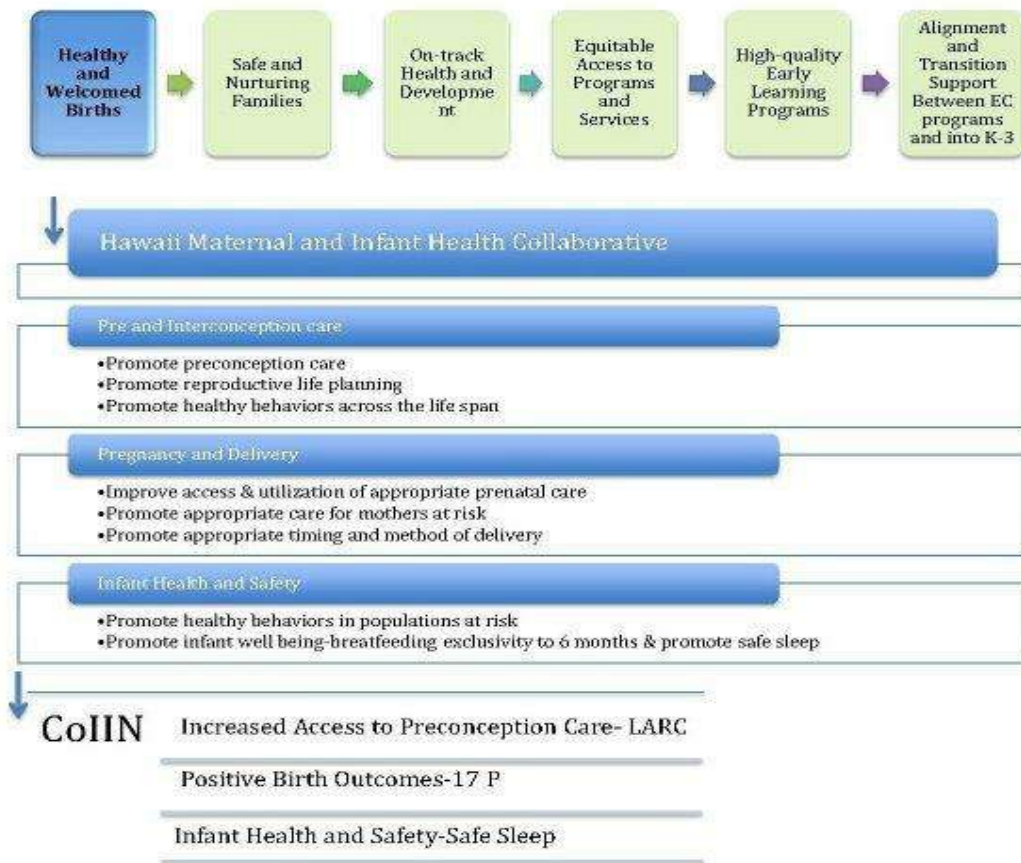 Healthy
and
Welcomed
Births
Safe and
Nurturing
Families
On-track
Health and
Developme
nt
Equitable
Access to
Programs
and
Services
High-quality
Early
Learning
Programs
Alignment
and
Transition
Support
Between EC
programs
and into K-3
Hawaii Maternal and Infant Health Collaborative
Pre and Interconception care
•Promote preconception care
•Promote reproductive life planning
•Promote healthy behaviors across the life span
Pregnancy and Delivery
•Improve access & utilization of appropriate prenatal care
•Promote appropriate care for mothers at risk
•Promote appropriate timing and method of delivery
Infant Health and Safety
•Promote healthy behaviors in populations at risk
•Promote infant well being-breastfeeding exclusivity to 6 months & promote safe sleep
CoIIN
Increased Access to Preconception Care- LARC
Positive Birth Outcomes-17 P
Infant Health and Safety-Safe Sleep